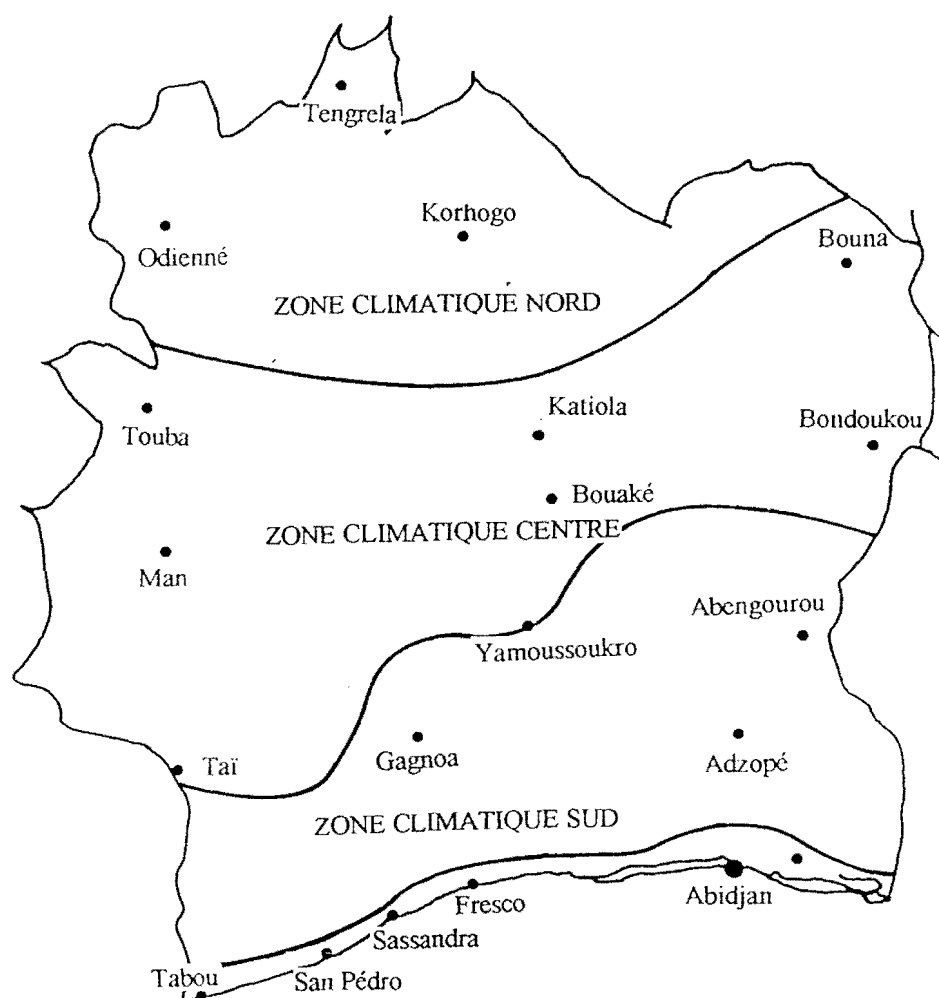 Tengrela
Korhogo
Odienné
Bouna
ZONE CLIMATIQUE NORD
Katiola
Touba
Bondoukou
Bouaké
ZONE CLIMATIQUE CENTRE
Man
Abengourou
Yamoussoukro
Taï
Gagnoa
Adzopé
ZONE CLIMATIQUE SUD
Fresco
Abidjan
Sassandra
Tabou
San Pédro